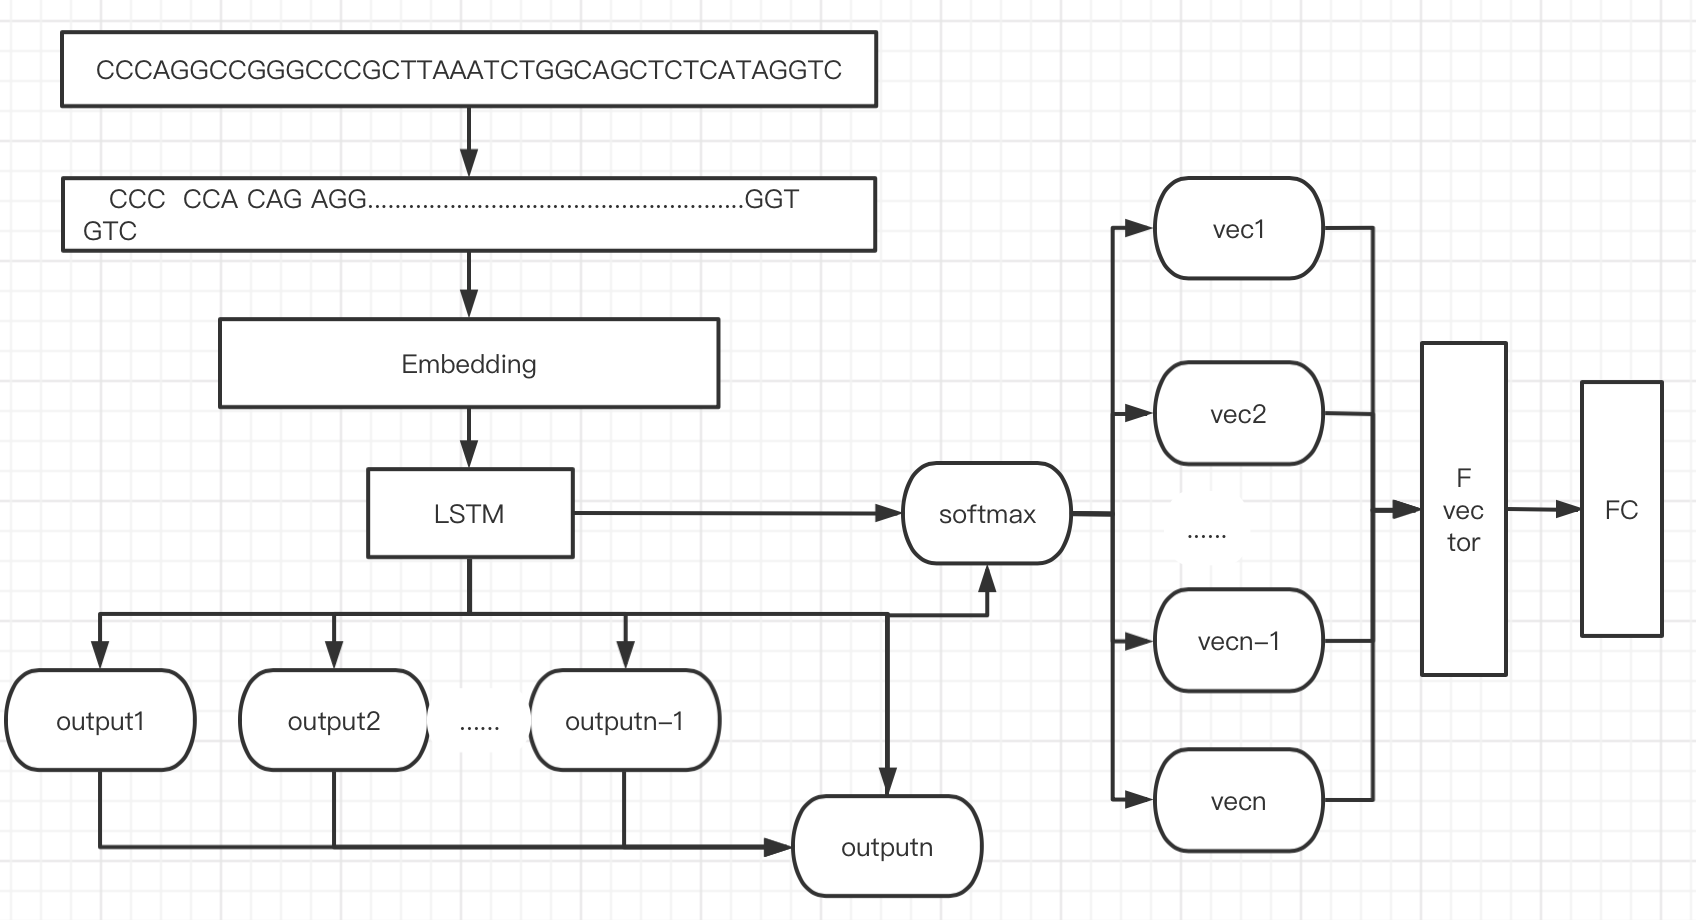 CCCAGGCCGGGCCCGCTTAAATCTGGCAGCTCTCATAGGTC
CCC CCA CAG AGG........................................................GGT
GTC
Embedding
LSTM
softmax
output1
output2
......
outputn-1
outputn
vec1
vec2
......
vecn-1
vecn
F
vec
tor
FC